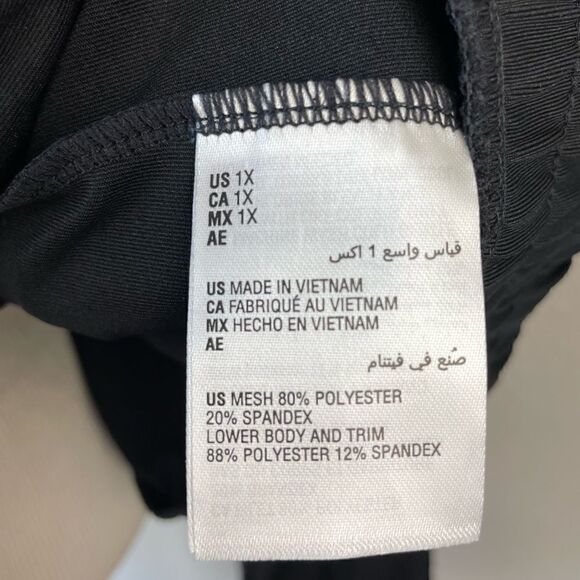 US 1X
CA 1X
MX 1X
AE
قياس واسع 1 اكس
US MADE IN VIETNAM
CA FABRIQUÉ AU VIETNAM
MX HECHO EN VIETNAM
AE
صُنع في فيتنام
US MESH 80% POLYESTER
20% SPANDEX
LOWER BODY AND TRIM
88% POLYESTER 12% SPANDEX